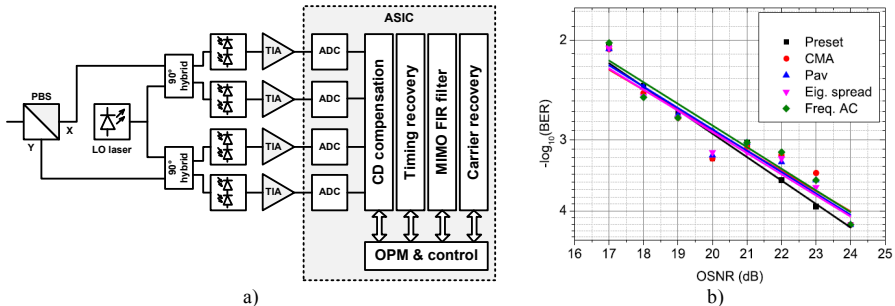 ASIC
PBS
X
Y
LO laser
90° hybrid
90° hybrid
TIA
TIA
TIA
TIA
ADC
ADC
ADC
ADC
CD compensation
Timing recovery
MIMO FIR filter
Carrier recovery
OPM & control
a)
-log10(BER)
2
3
4
Preset
CMA
Pav
Eig. spread
Freq. AC
16 17 18 19 20 21 22 23 24 25
OSNR (dB)
b)